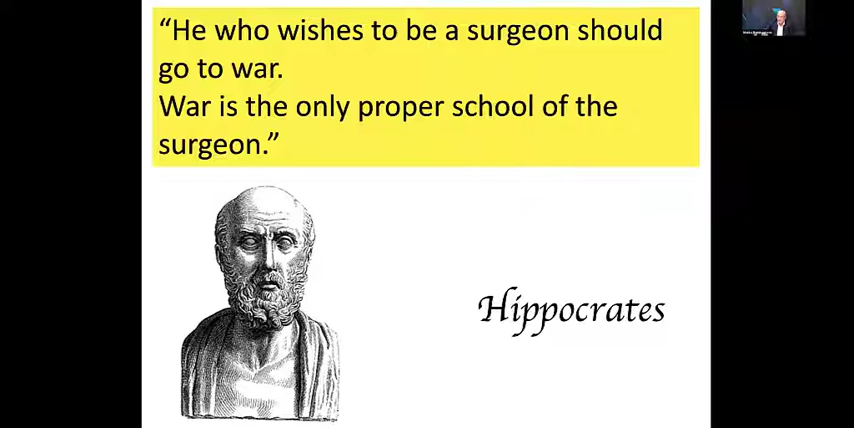 “He who wishes to be a surgeon should
go to war.
War is the only proper school of the
surgeon.”
Hippocrates